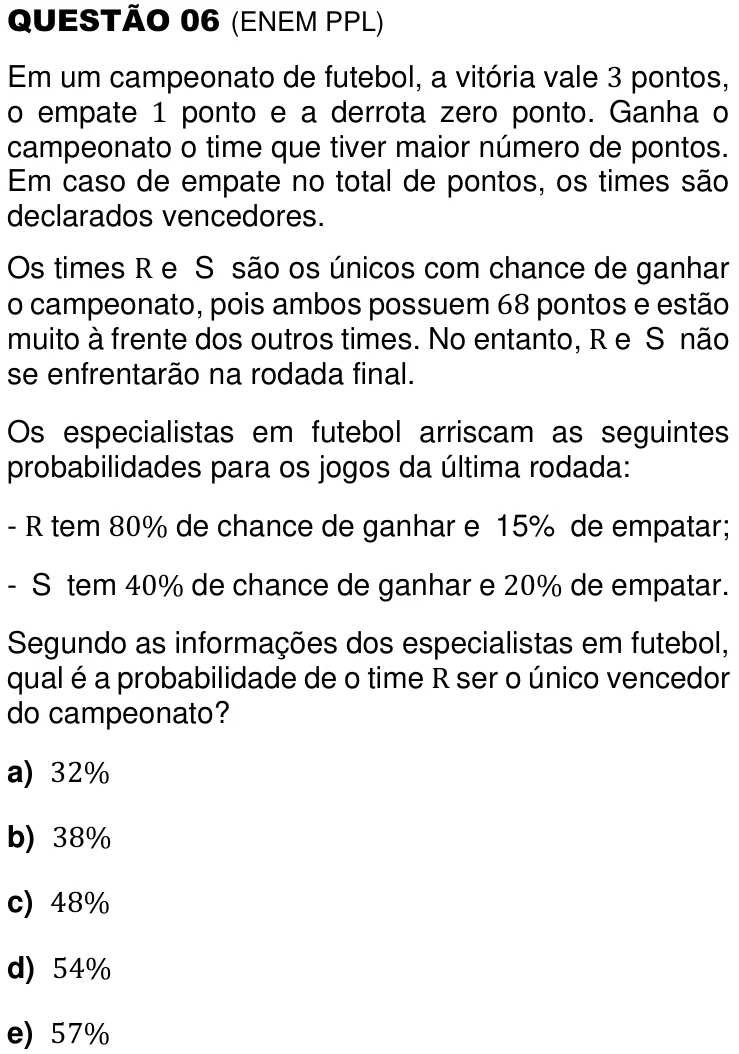 QUESTÃO 06 (ENEM PPL)
Em um campeonato de futebol, a vitória vale 3 pontos,
o empate 1 ponto e a derrota zero ponto. Ganha o
campeonato o time que tiver maior número de pontos.
Em caso de empate no total de pontos, os times são
declarados vencedores.
Os times R e S são os únicos com chance de ganhar
o campeonato, pois ambos possuem 68 pontos e estão
muito à frente dos outros times. No entanto, R e S não
se enfrentarão na rodada final.
Os especialistas em futebol arriscam as seguintes
probabilidades para os jogos da última rodada:
- R tem 80% de chance de ganhar e 15% de empatar;
- S tem 40% de chance de ganhar e 20% de empatar.
Segundo as informações dos especialistas em futebol,
qual é a probabilidade de o time R ser o único vencedor
do campeonato?
a) 32%
b) 38%
c) 48%
d) 54%
e) 57%